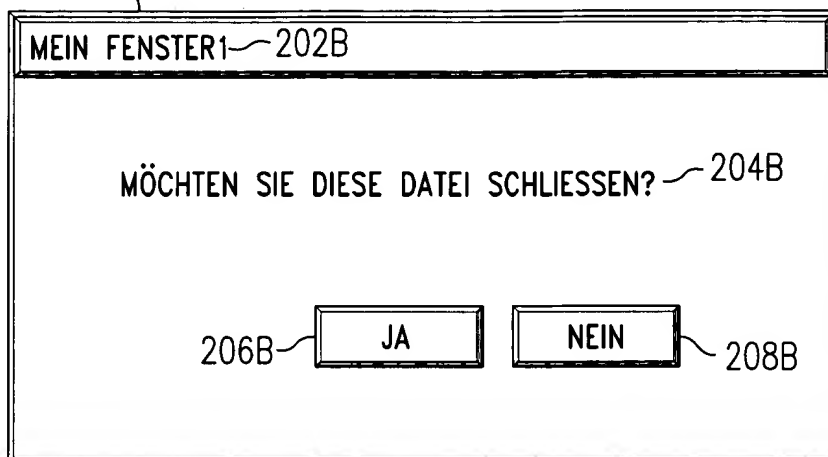 MEIN FENSTER1 202B
MÖCHTEN SIE DIESE DATEI SCHLIESSEN? 204B
206B JA NEIN 208B